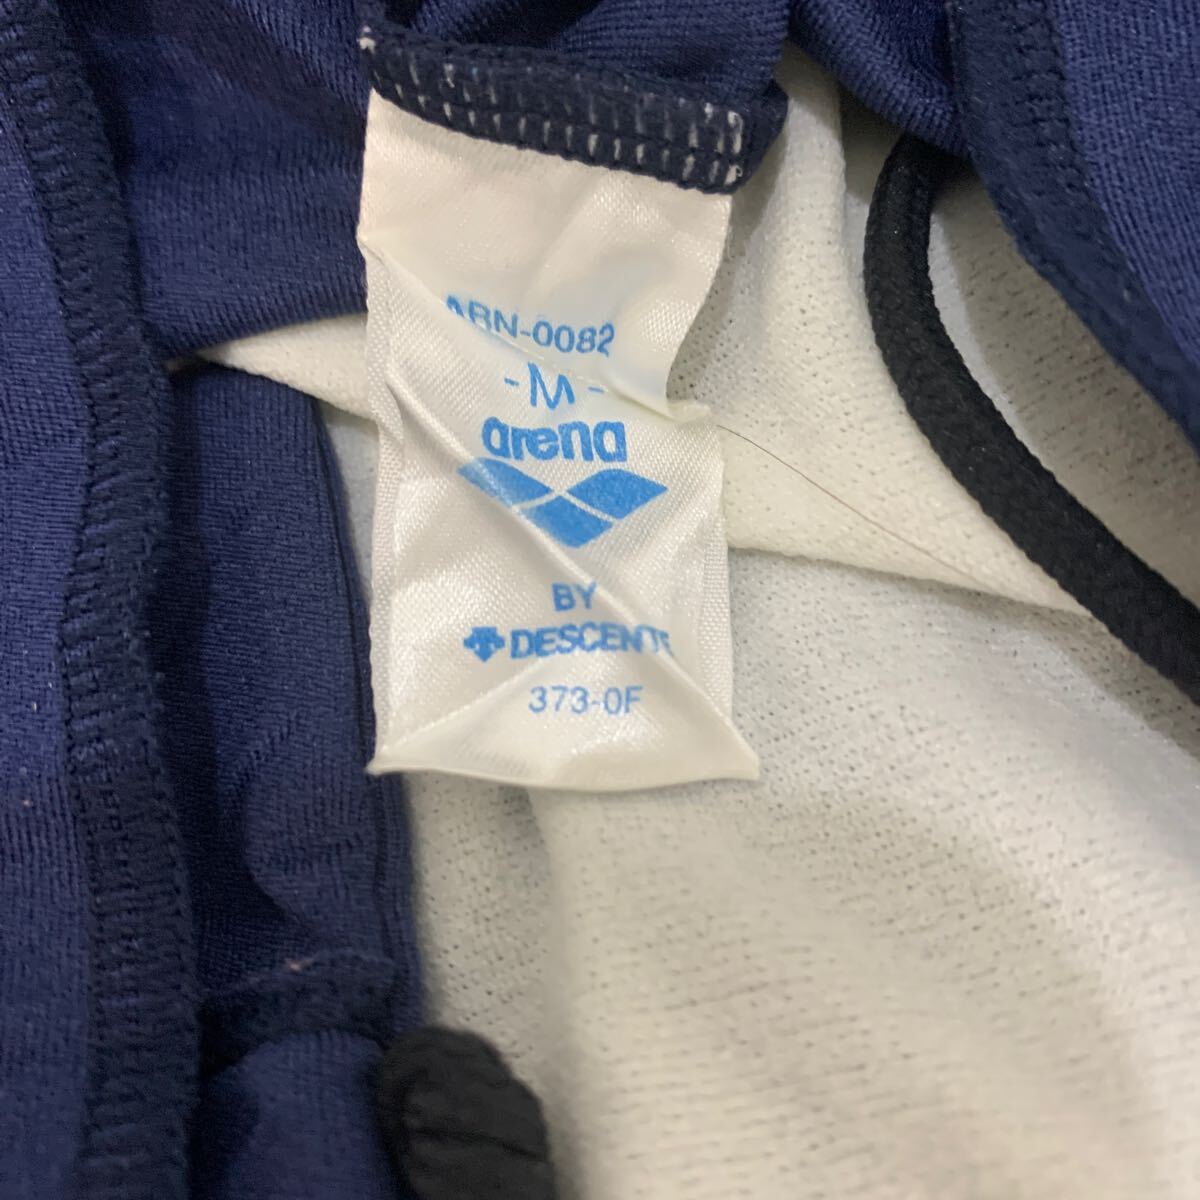 ARN-0082
- M -
arena
BY
DESCENTE
373-0F